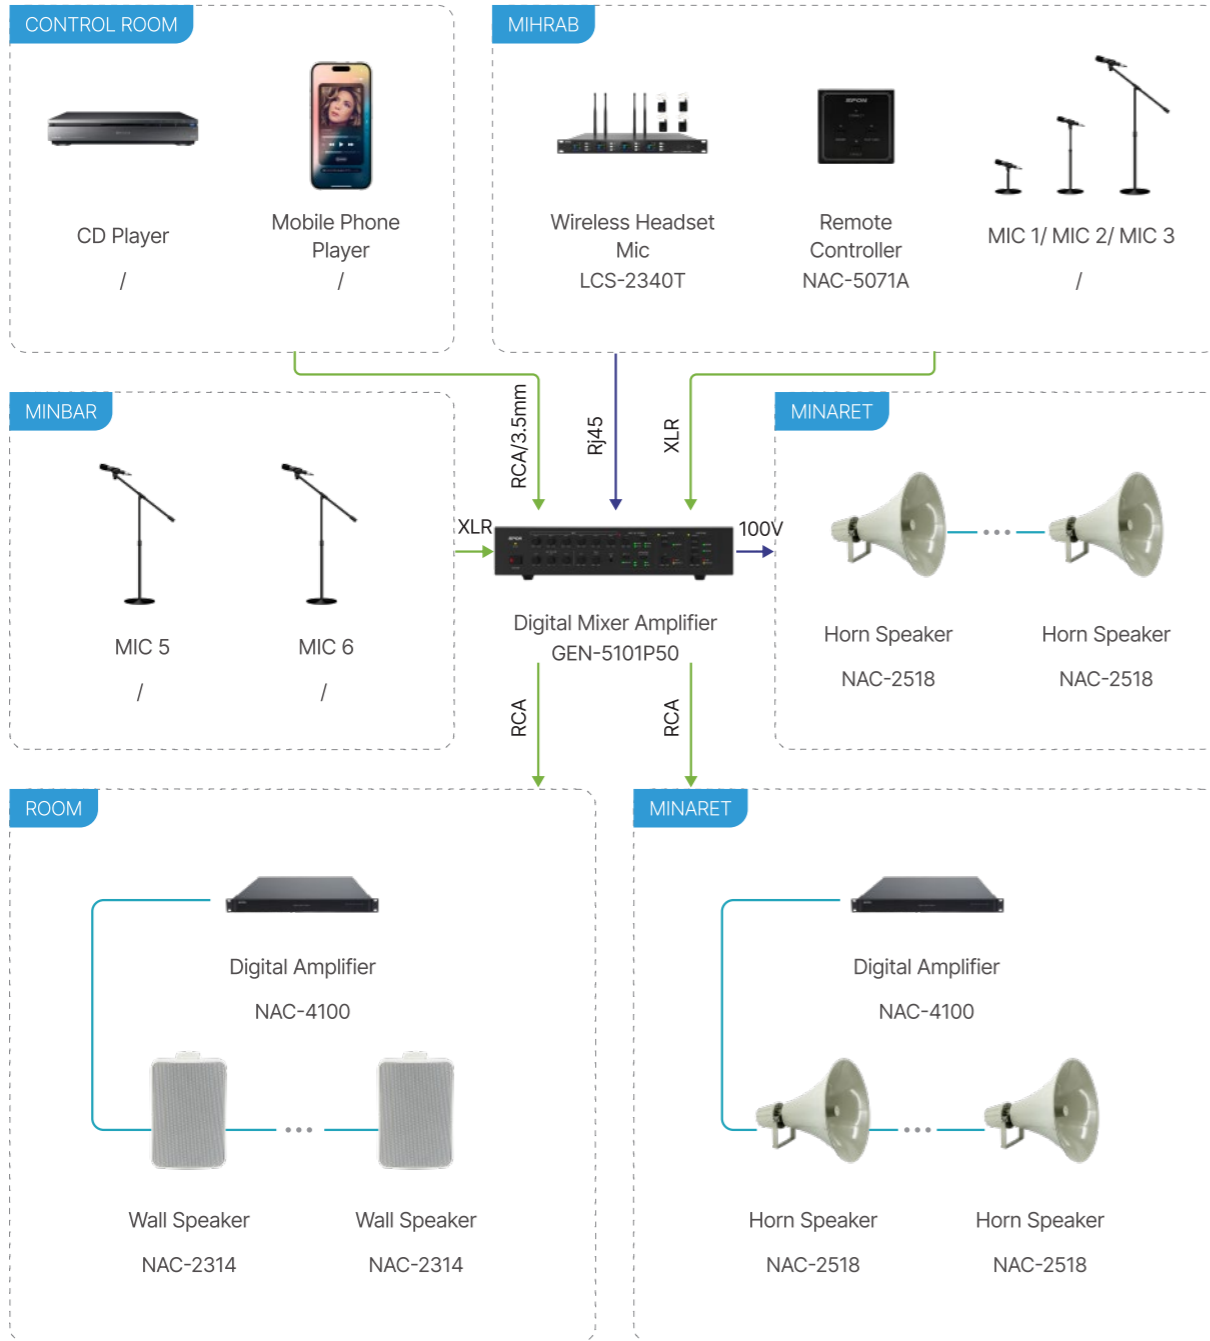 CONTROL ROOM
CD Player
/
Mobile Phone
Player
/
MIHRAB
Wireless Headset
Mic
LCS-2340T
Remote
Controller
NAC-5071A
MIC 1/ MIC 2/ MIC 3
/
RCA/3.5mm
Rj45
XLR
MINBAR
MIC 5
/
MIC 6
/
XLR
Digital Mixer Amplifier
GEN-5101P50
100V
MINARET
Horn Speaker
NAC-2518
Horn Speaker
NAC-2518
RCA
RCA
ROOM
Digital Amplifier
NAC-4100
Wall Speaker
NAC-2314
Wall Speaker
NAC-2314
MINARET
Digital Amplifier
NAC-4100
Horn Speaker
NAC-2518
Horn Speaker
NAC-2518